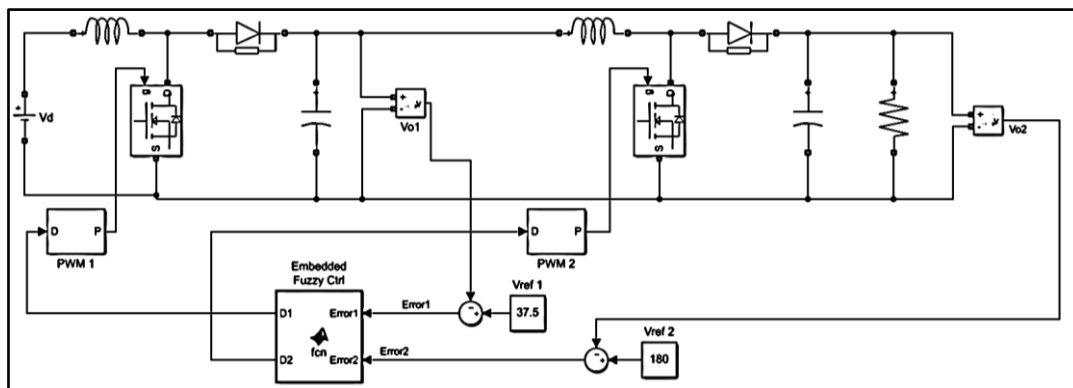 Vd
g
D
S
+
-
v
Vo1
g
D
S
+
-
v
Vo2
D
P
PWM 1
D
P
PWM 2
Embedded
Fuzzy Ctrl
D1
Error1
D2
Error2
fcn
Error1
Error2
Vref 1
37.5
Vref 2
180